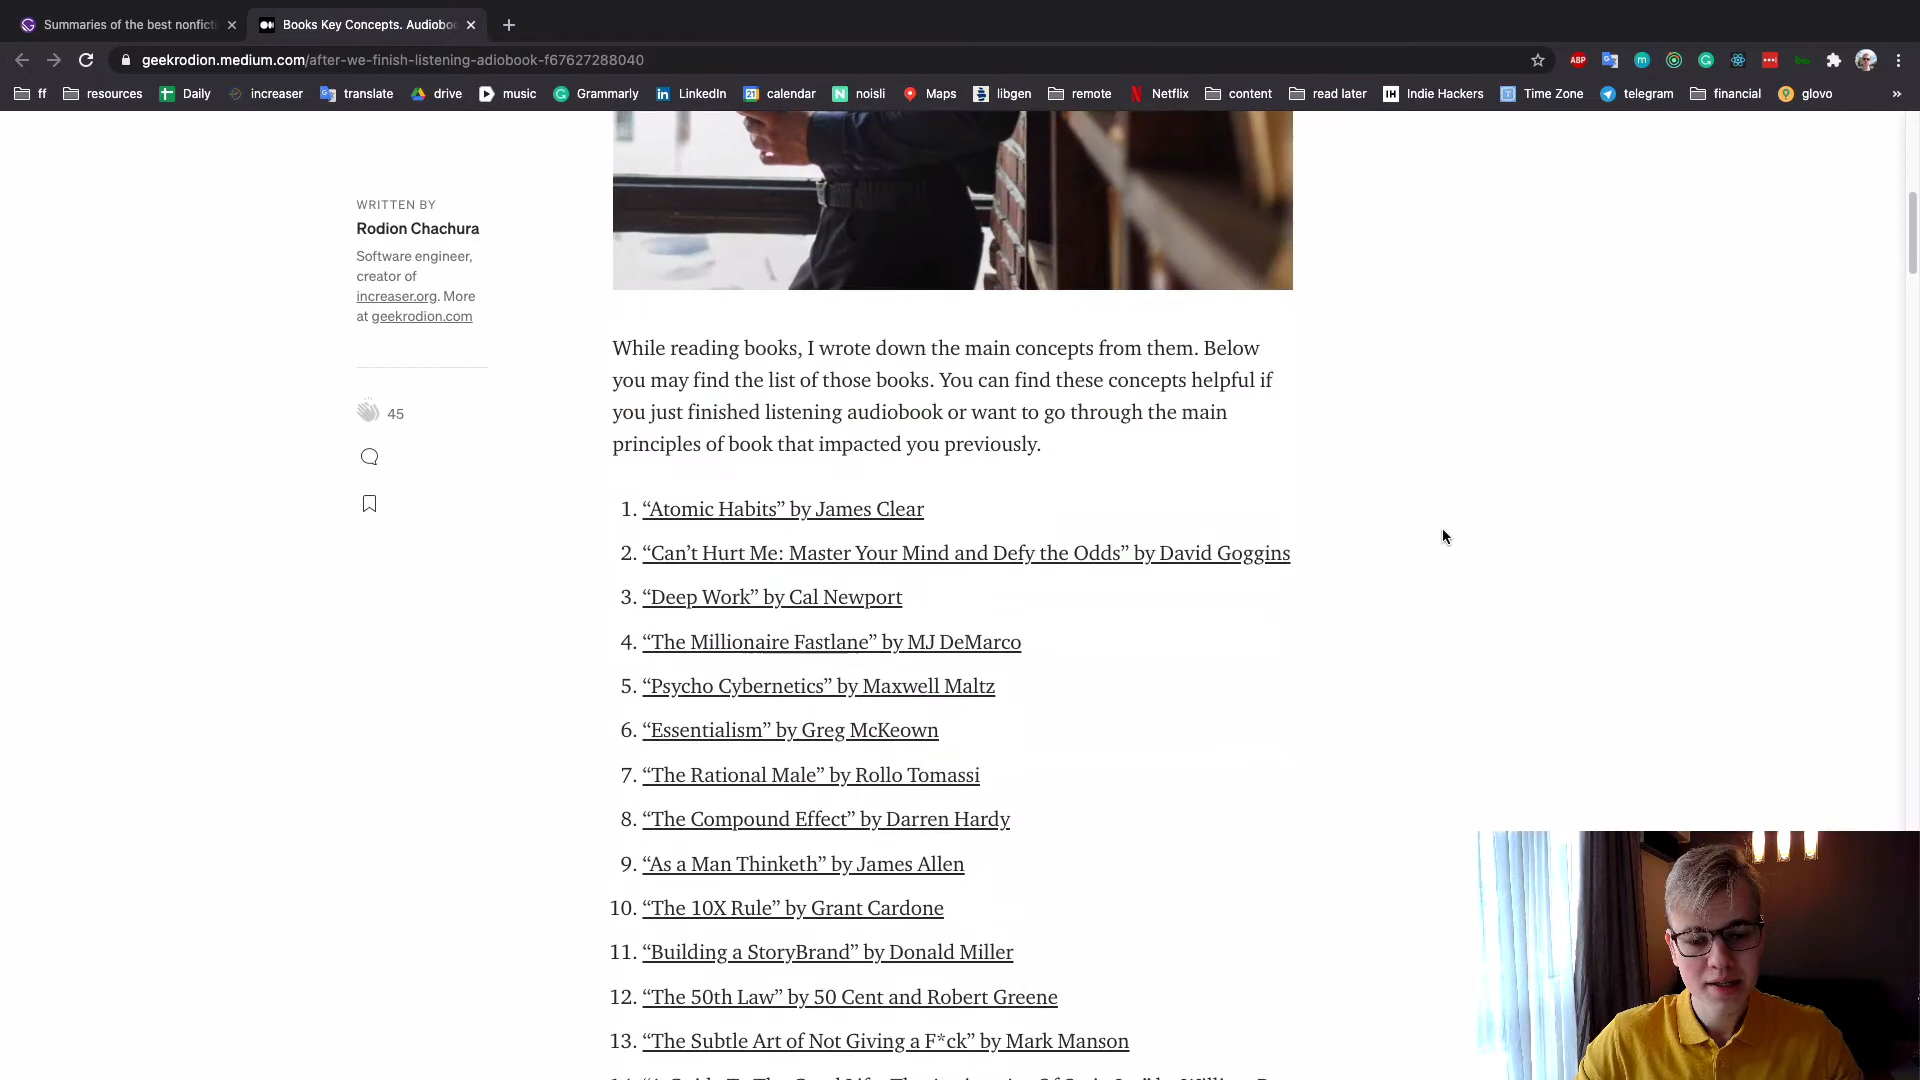 Summaries of the best nonfict
Books Key Concepts. Audiobo
geekrodion.medium.com/after-we-finish-listening-adiobook-f67627288040
ABP
m
ff resources Daily increaser translate drive music Grammarly LinkedIn calendar noisli Maps libgen remote Netflix content read later Indie Hackers Time Zone telegram financial glovo »
WRITTEN BY
Rodion Chachura
Software engineer,
creator of
increaser.org. More
at geekrodion.com
45
While reading books, I wrote down the main concepts from them. Below
you may find the list of those books. You can find these concepts helpful if
you just finished listening audiobook or want to go through the main
principles of book that impacted you previously.
1. “Atomic Habits” by James Clear
2. “Can’t Hurt Me: Master Your Mind and Defy the Odds” by David Goggins
3. “Deep Work” by Cal Newport
4. “The Millionaire Fastlane” by MJ DeMarco
5. “Psycho Cybernetics” by Maxwell Maltz
6. “Essentialism” by Greg McKeown
7. “The Rational Male” by Rollo Tomassi
8. “The Compound Effect” by Darren Hardy
9. “As a Man Thinketh” by James Allen
10. “The 10X Rule” by Grant Cardone
11. “Building a StoryBrand” by Donald Miller
12. “The 50th Law” by 50 Cent and Robert Greene
13. “The Subtle Art of Not Giving a F*ck” by Mark Manson